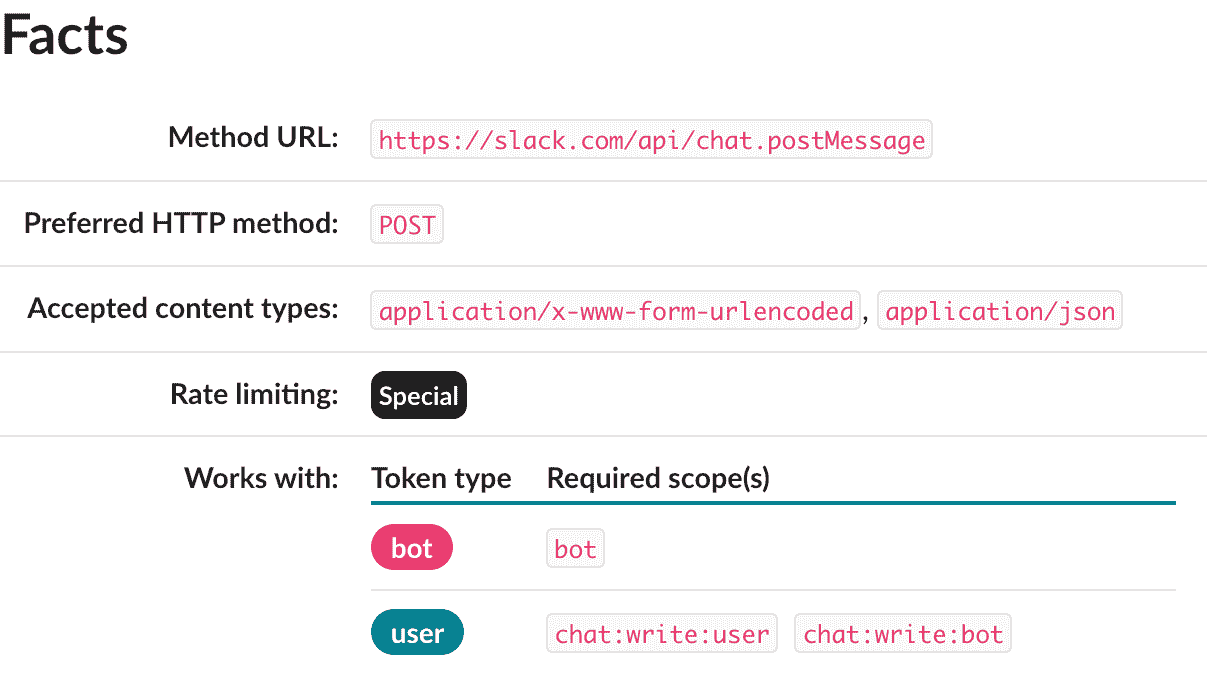 Facts
Method URL: https://slack.com/api/chat.postMessage
Preferred HTTP method: POST
Accepted content types: application/x-www-form-urlencoded, application/json
Rate limiting: Special
Works with: Token type Required scope(s)
bot bot
user chat:write:user chat:write:bot